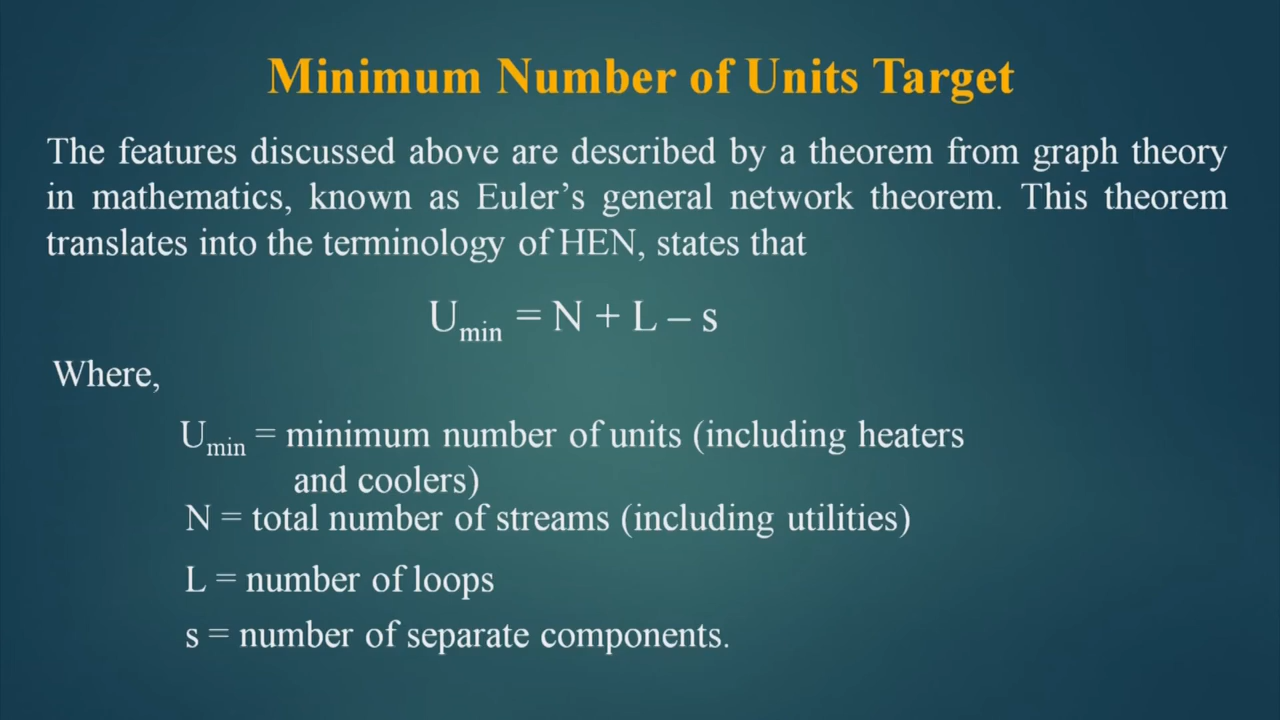 Minimum Number of Units Target
The features discussed above are described by a theorem from graph theory
in mathematics, known as Euler’s general network theorem. This theorem
translates into the terminology of HEN, states that
U_min = N + L – s
Where,
U_min = minimum number of units (including heaters
and coolers)
N = total number of streams (including utilities)
L = number of loops
s = number of separate components.